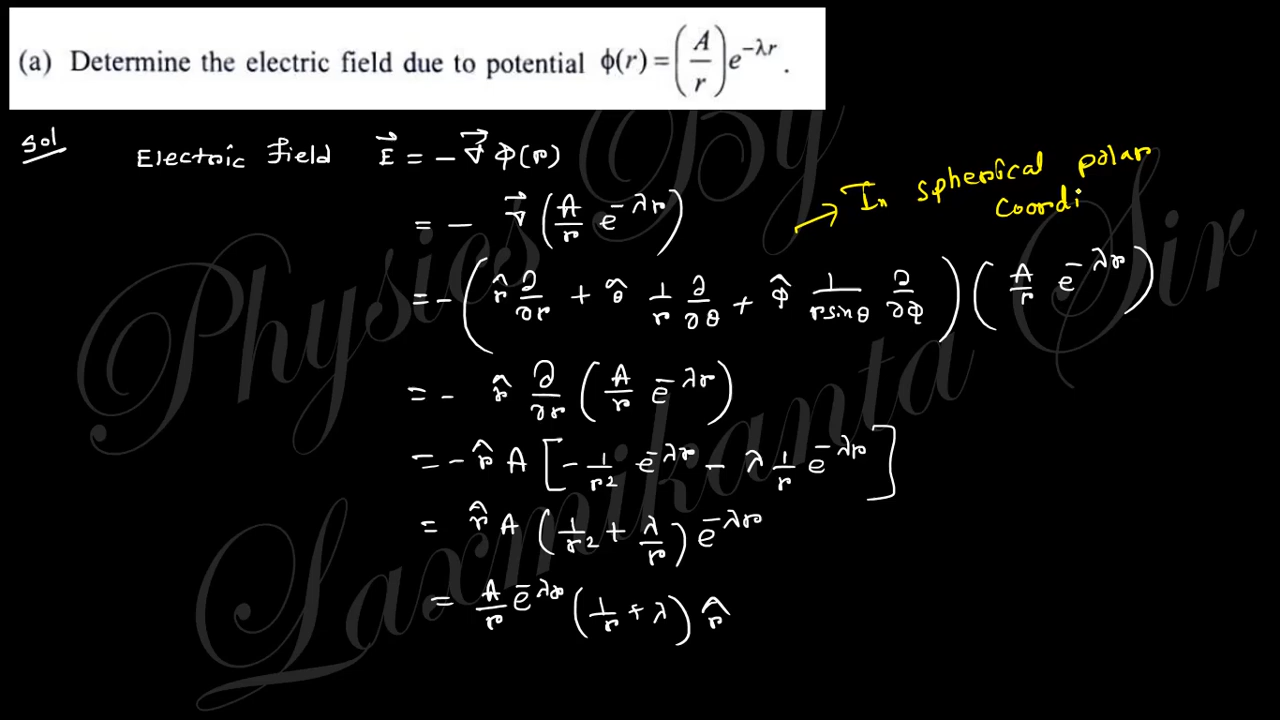 (a) Determine the electric field due to potential ϕ(r) = (A/r) e^{-λr} .
Sol
Electric field E⃗ = - ∇⃗ Φ(r)
= - ∇⃗ (A/r e^{-λr})
→ In spherical polar
coordi
= - (r̂ ∂/∂r + θ̂ 1/r ∂/∂θ + ϕ̂ 1/(r sinθ) ∂/∂ϕ) (A/r e^{-λr})
= - r̂ ∂/∂r (A/r e^{-λr})
= - r̂ A [- 1/r² e^{-λr} - λ 1/r e^{-λr}]
= r̂ A (1/r² + λ/r) e^{-λr}
= A/r e^{-λr} (1/r + λ) r̂
Physics By
Laxmikanta Sir